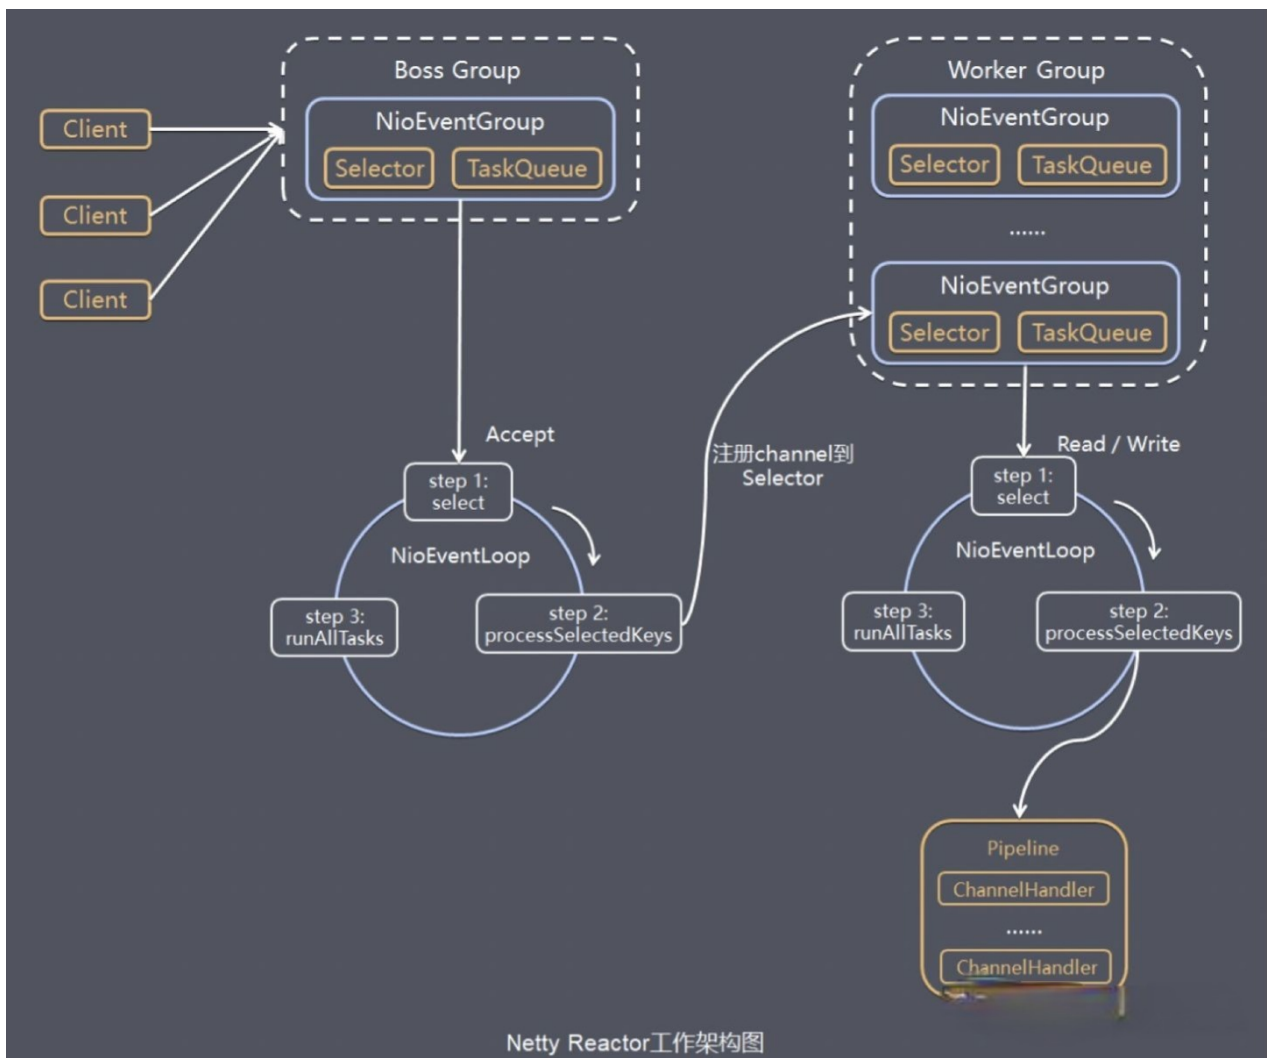 Boss Group
NioEventGroup
Selector
TaskQueue
Client
Client
Client
Worker Group
NioEventGroup
Selector
TaskQueue
......
NioEventGroup
Selector
TaskQueue
Accept
step 1:
select
NioEventLoop
step 2:
processSelectedKeys
step 3:
runAllTasks
注册channel到
Selector
Read / Write
step 1:
select
NioEventLoop
step 2:
processSelectedKeys
step 3:
runAllTasks
Pipeline
ChannelHandler
......
ChannelHandler
Netty Reactor工作架构图